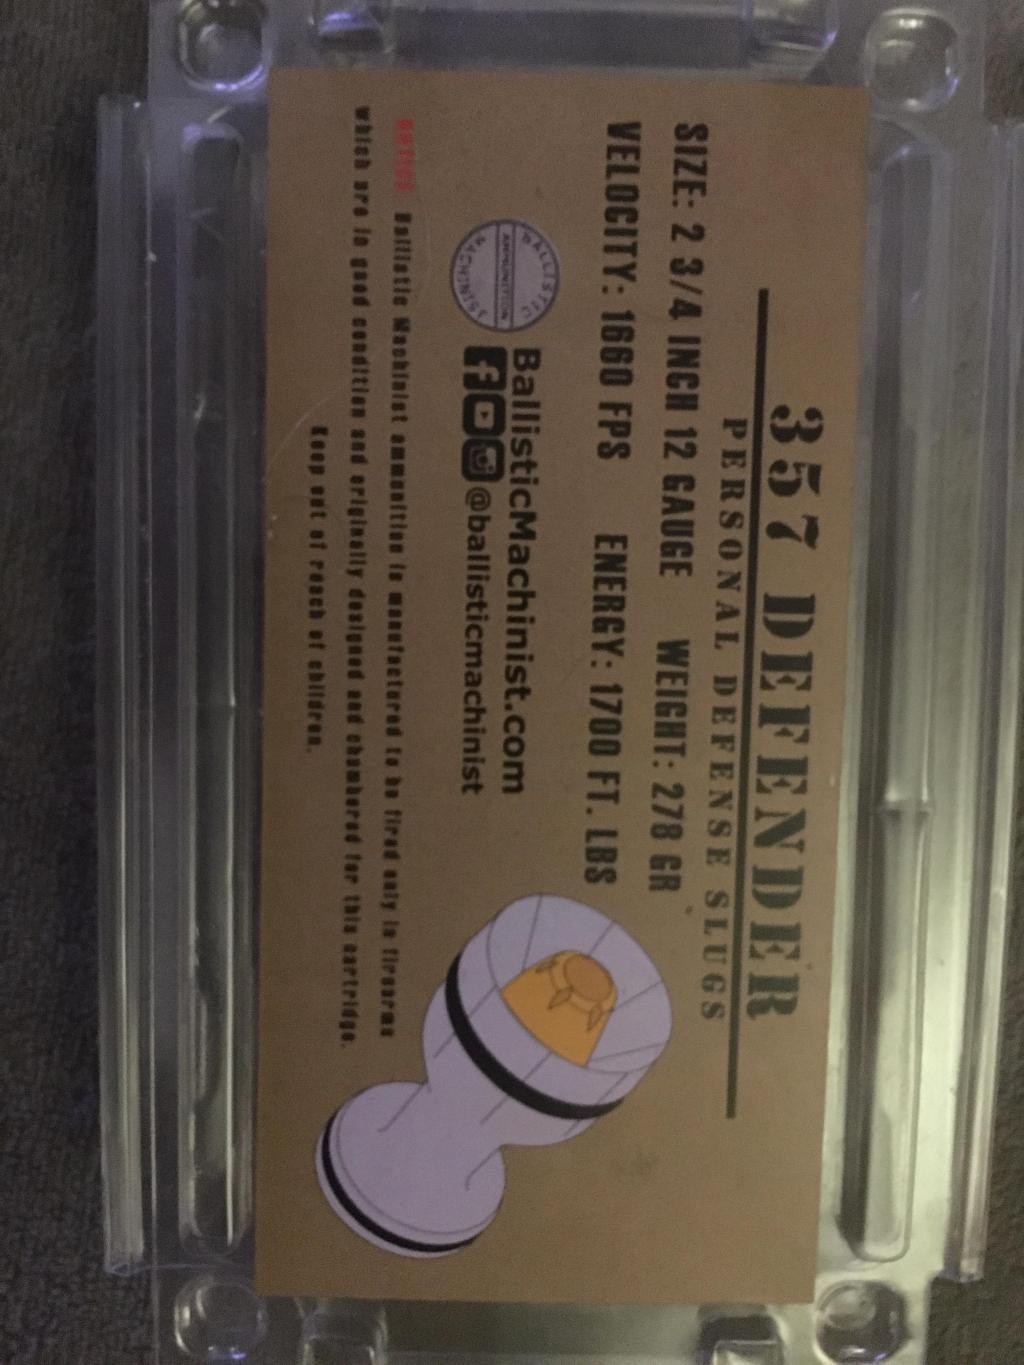 357 DEFENDER
PERSONAL DEFENSE SLUGS
SIZE: 2 3/4 INCH 12 GAUGE WEIGHT: 278 GR
VELOCITY: 1660 FPS ENERGY: 1700 FT. LBS
BALLISTIC
AMMUNITION
MACHINIST
BallisticMachinist.com
@ballisticmachinist
NOTICE Ballistic Machinist ammunition is manufactured to be fired only in firearms
which are in good condition and originally designed and chambered for this cartridge.
Keep out of reach of children.